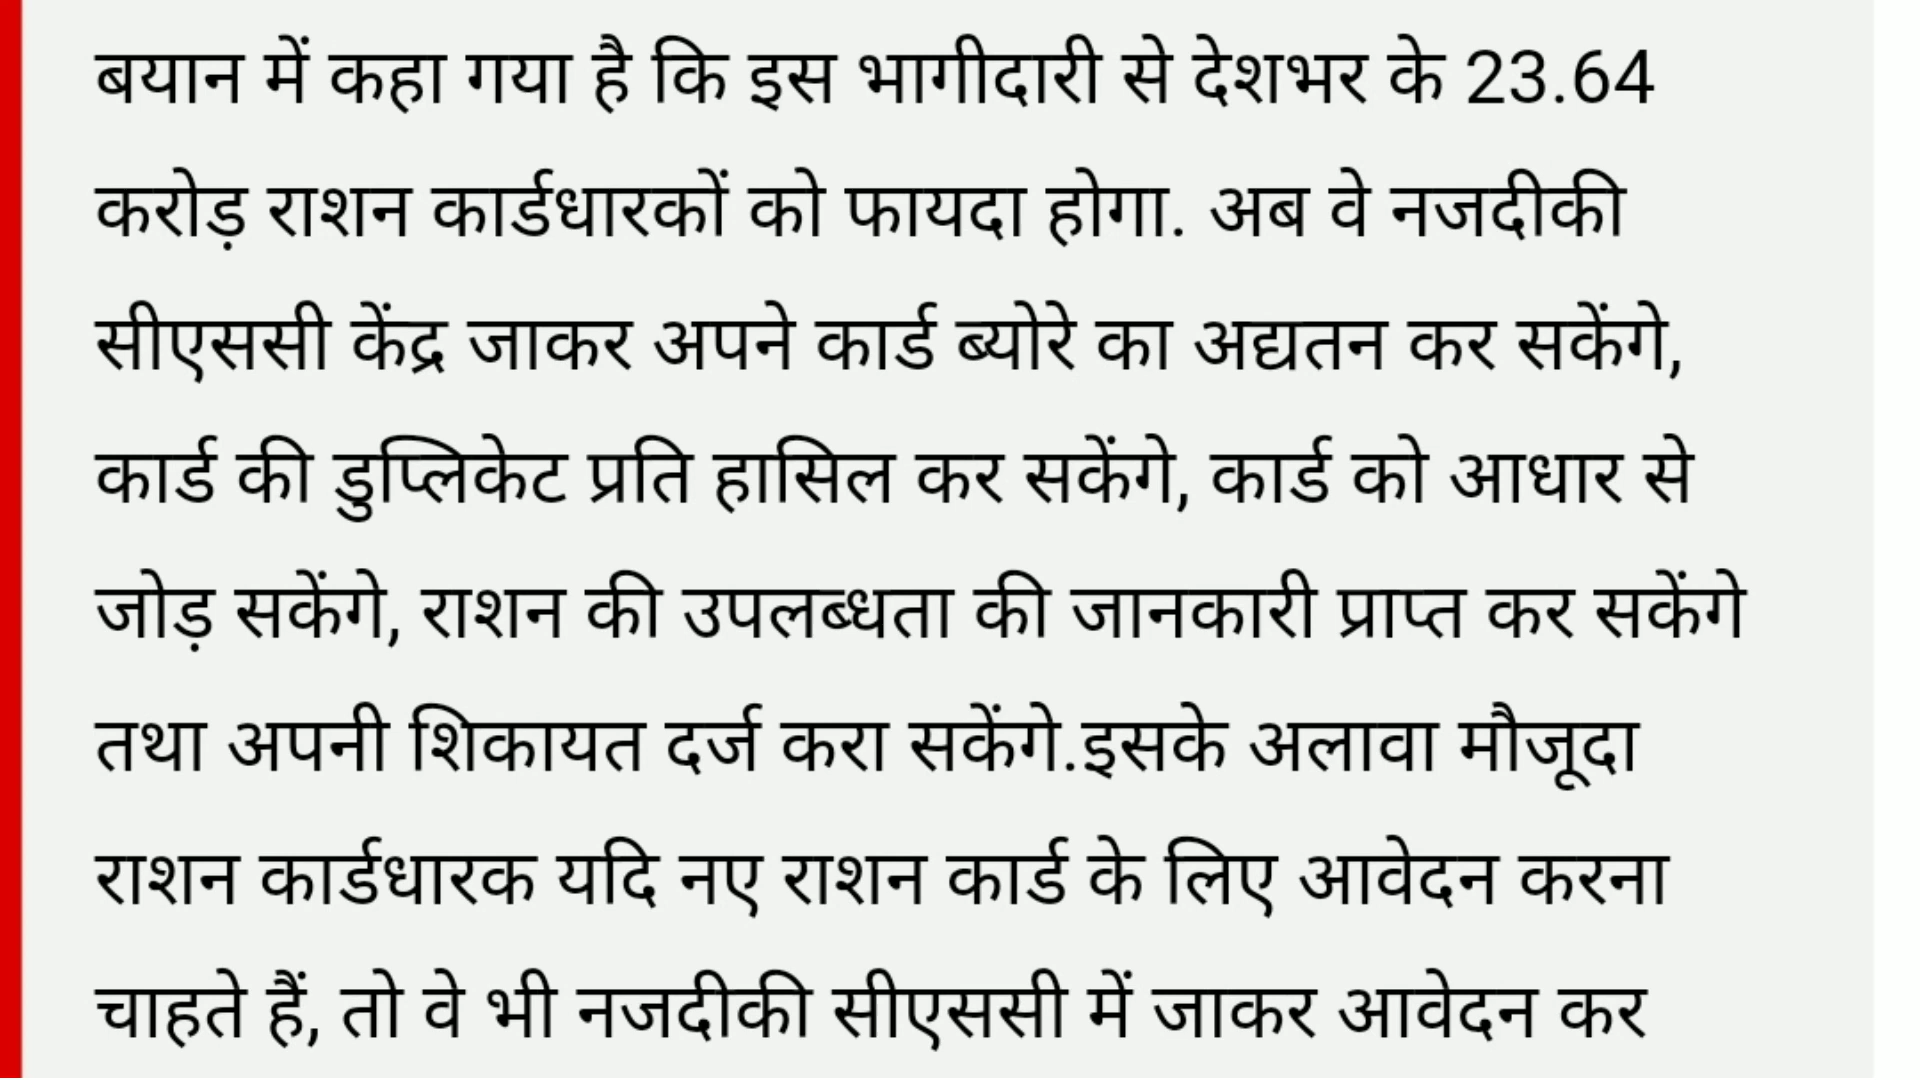 बयान में कहा गया है कि इस भागीदारी से देशभर के 23.64
करोड़ राशन कार्डधारकों को फायदा होगा. अब वे नजदीकी
सीएससी केंद्र जाकर अपने कार्ड ब्योरे का अद्यतन कर सकेंगे,
कार्ड की डुप्लिकेट प्रति हासिल कर सकेंगे, कार्ड को आधार से
जोड़ सकेंगे, राशन की उपलब्धता की जानकारी प्राप्त कर सकेंगे
तथा अपनी शिकायत दर्ज करा सकेंगे.इसके अलावा मौजूदा
राशन कार्डधारक यदि नए राशन कार्ड के लिए आवेदन करना
चाहते हैं, तो वे भी नजदीकी सीएससी में जाकर आवेदन कर